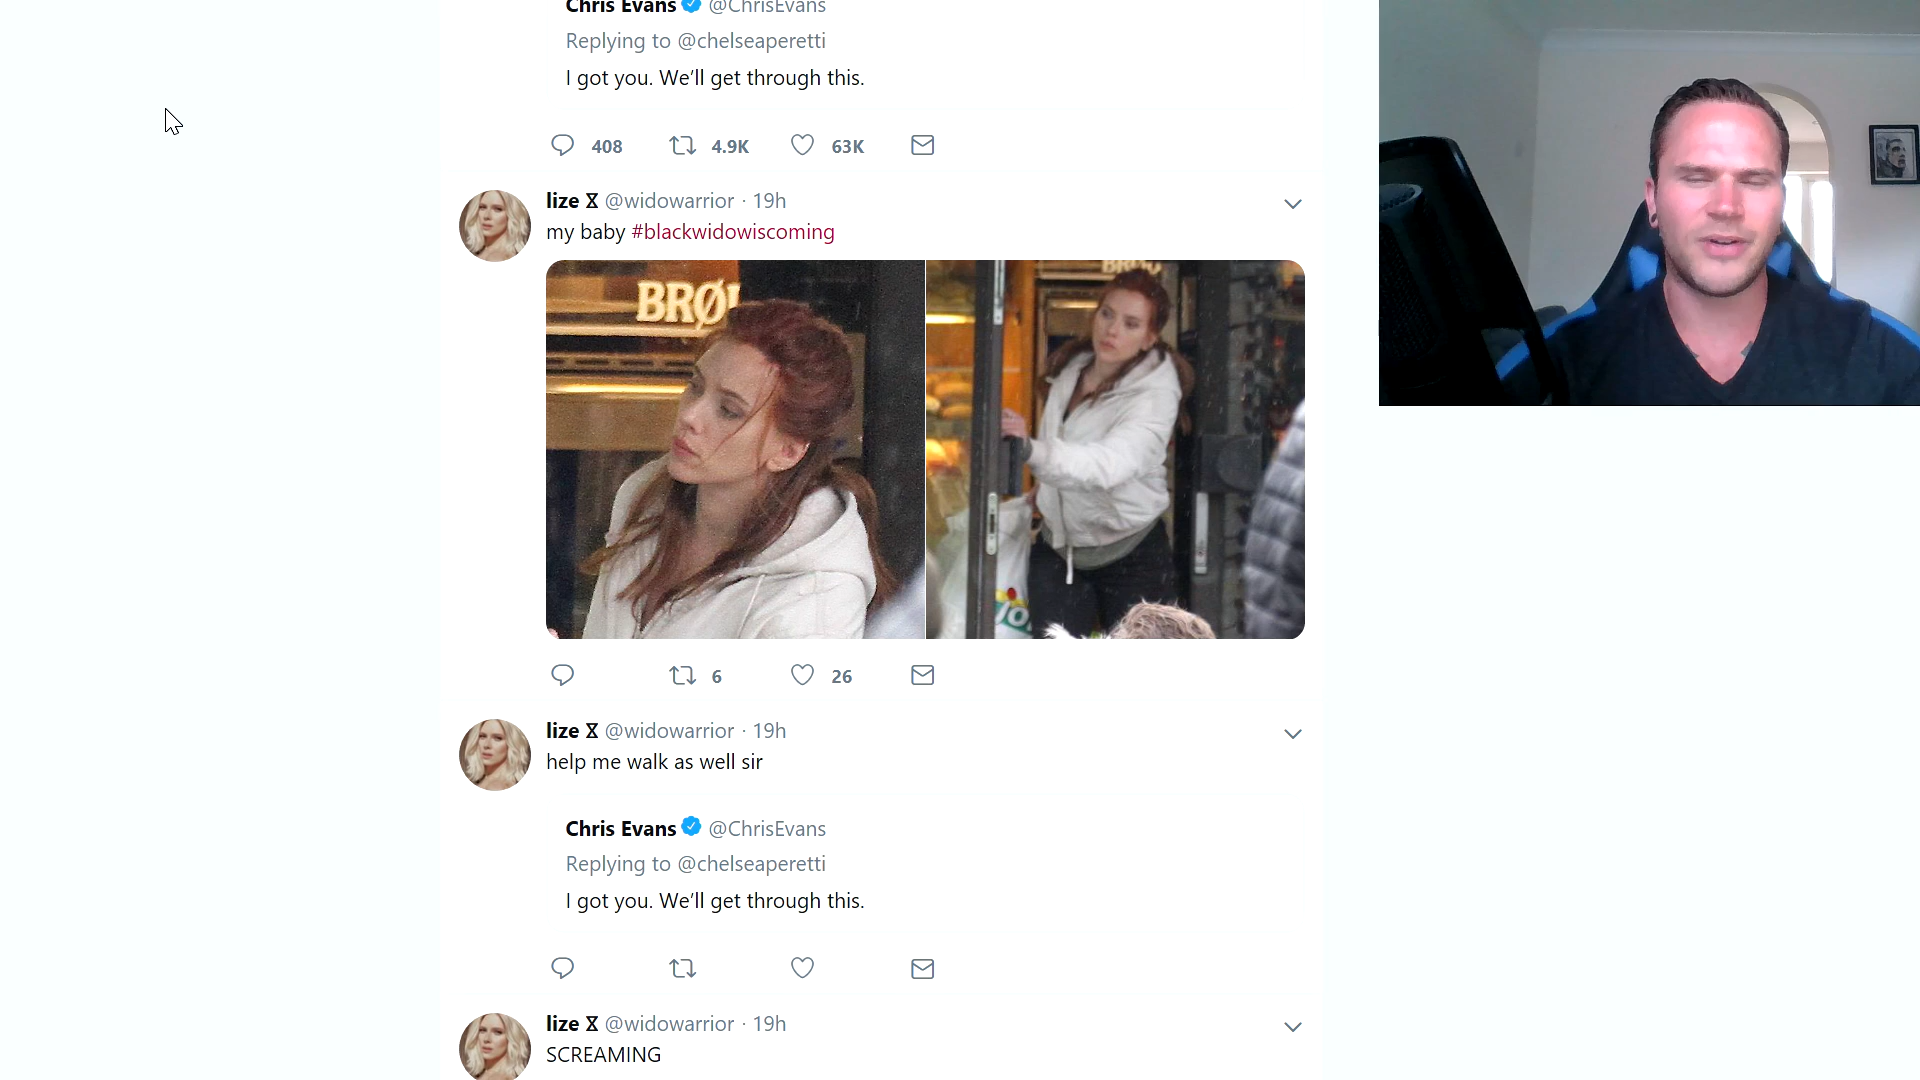 Chris Evans @ChrisEvans
Replying to @chelseaperetti
I got you. We’ll get through this.
408 4.9K 63K
lize @widowarrior · 19h
my baby #blackwidowiscoming
BRØ
BRØD
JO
6 26
lize @widowarrior · 19h
help me walk as well sir
Chris Evans @ChrisEvans
Replying to @chelseaperetti
I got you. We’ll get through this.
lize @widowarrior · 19h
SCREAMING